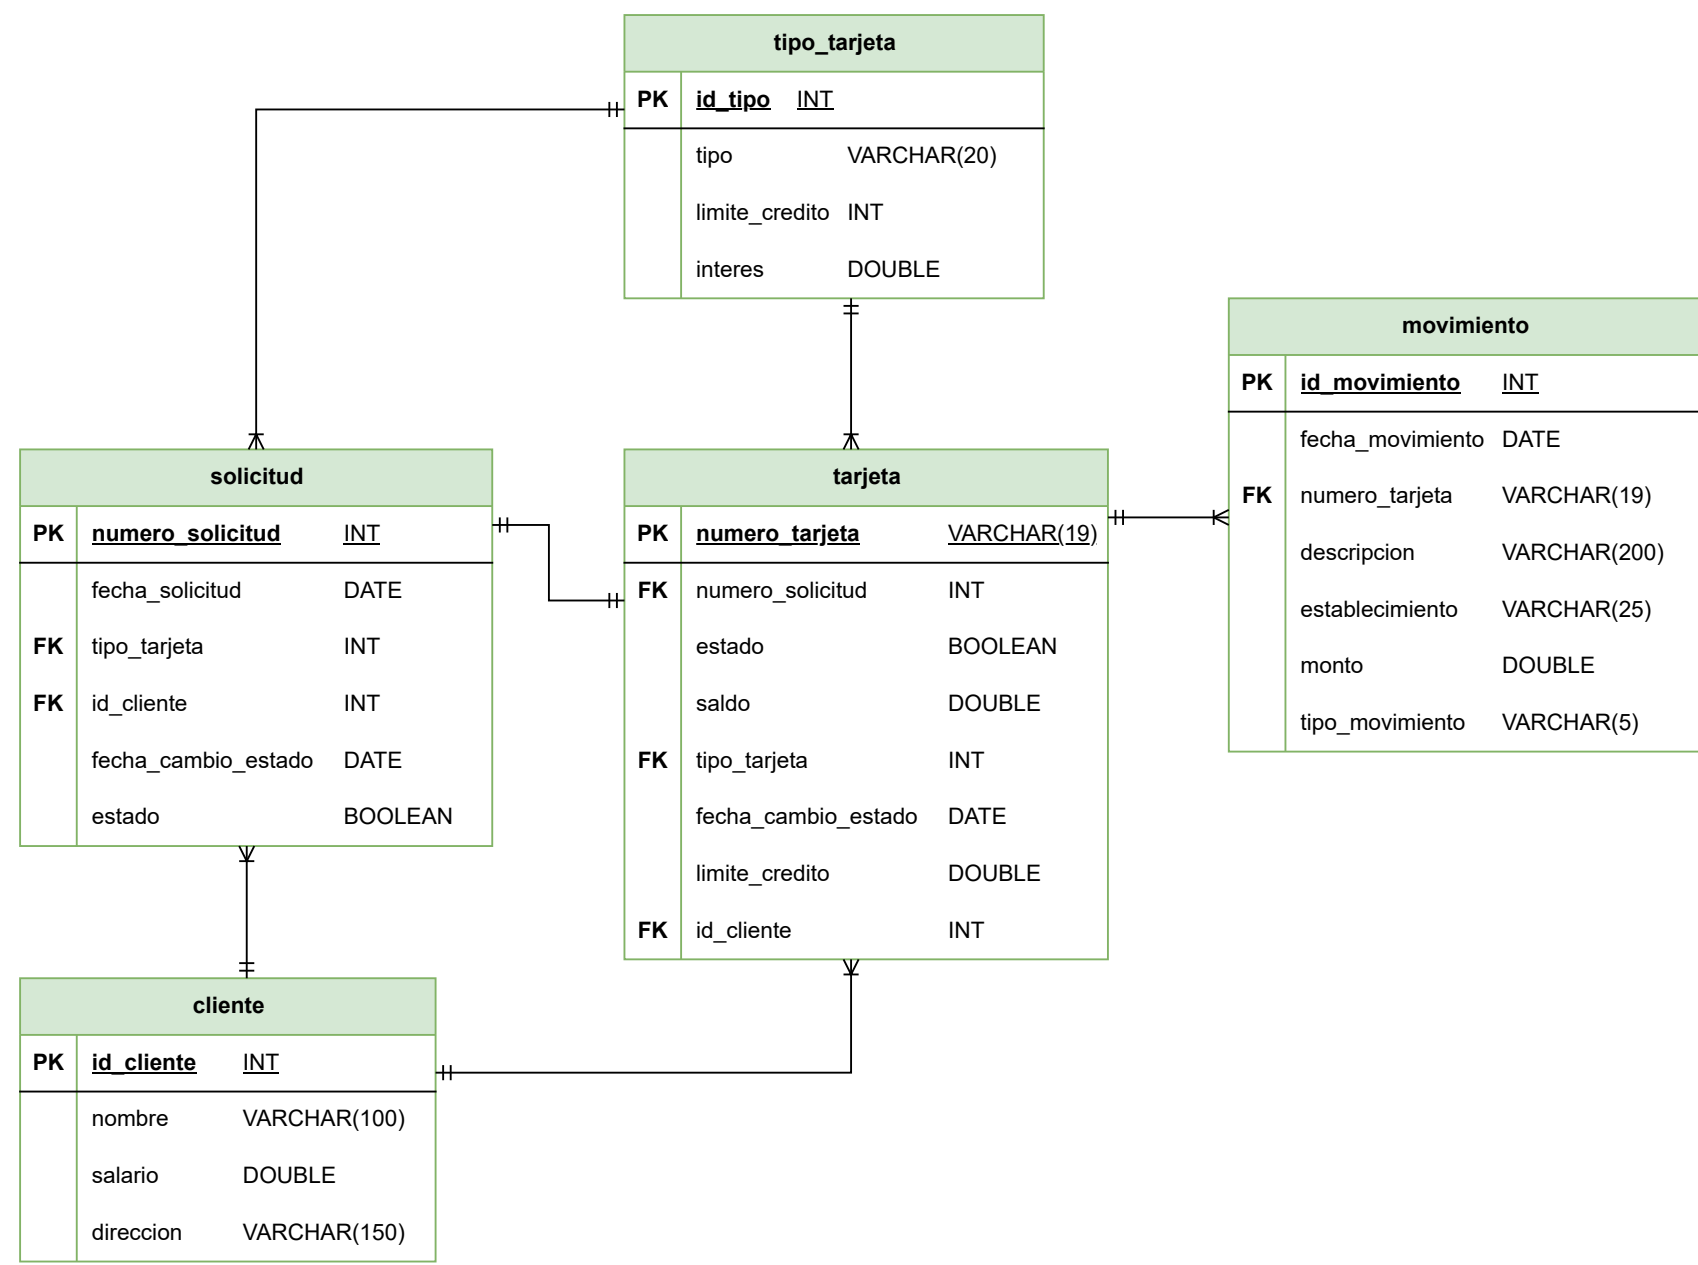 tipo_tarjeta
PK id_tipo INT
tipo VARCHAR(20)
limite_credito INT
interes DOUBLE
movimiento
PK id_movimiento INT
fecha_movimiento DATE
FK numero_tarjeta VARCHAR(19)
descripcion VARCHAR(200)
establecimiento VARCHAR(25)
monto DOUBLE
tipo_movimiento VARCHAR(5)
solicitud
PK numero_solicitud INT
fecha_solicitud DATE
FK tipo_tarjeta INT
FK id_cliente INT
fecha_cambio_estado DATE
estado BOOLEAN
tarjeta
PK numero_tarjeta VARCHAR(19)
FK numero_solicitud INT
estado BOOLEAN
saldo DOUBLE
FK tipo_tarjeta INT
fecha_cambio_estado DATE
limite_credito DOUBLE
FK id_cliente INT
cliente
PK id_cliente INT
nombre VARCHAR(100)
salario DOUBLE
direccion VARCHAR(150)